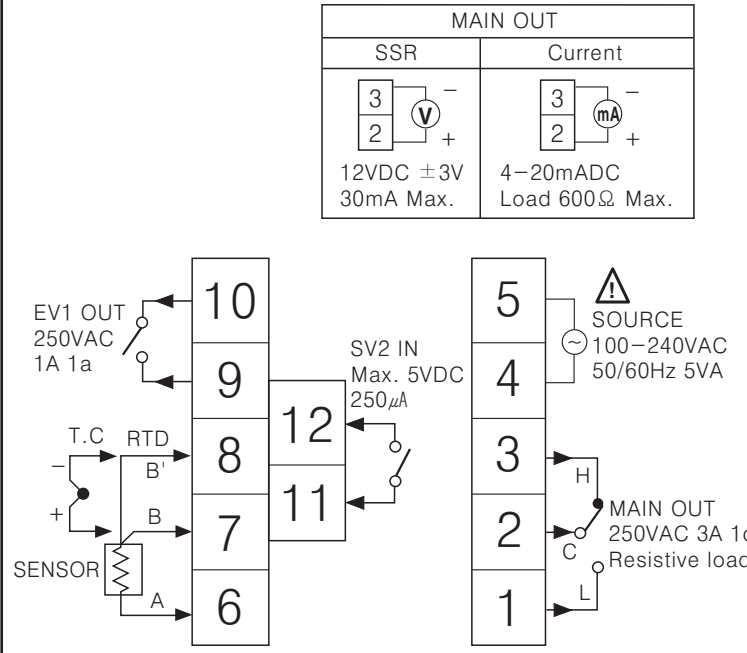 MAIN OUT
SSR Current
3 − 3 −
V mA
2 + 2 +
12VDC ±3V 4−20mADC
30mA Max. Load 600Ω Max.
10
EV1 OUT
250VAC
1A 1a
9
SV2 IN
Max. 5VDC
250μA
12
11
T.C RTD
−
+
B'
8
B
7
SENSOR
A
6
5
SOURCE
100−240VAC
50/60Hz 5VA
4
3
H
2
C
MAIN OUT
250VAC 3A 1c
Resistive load
1
L